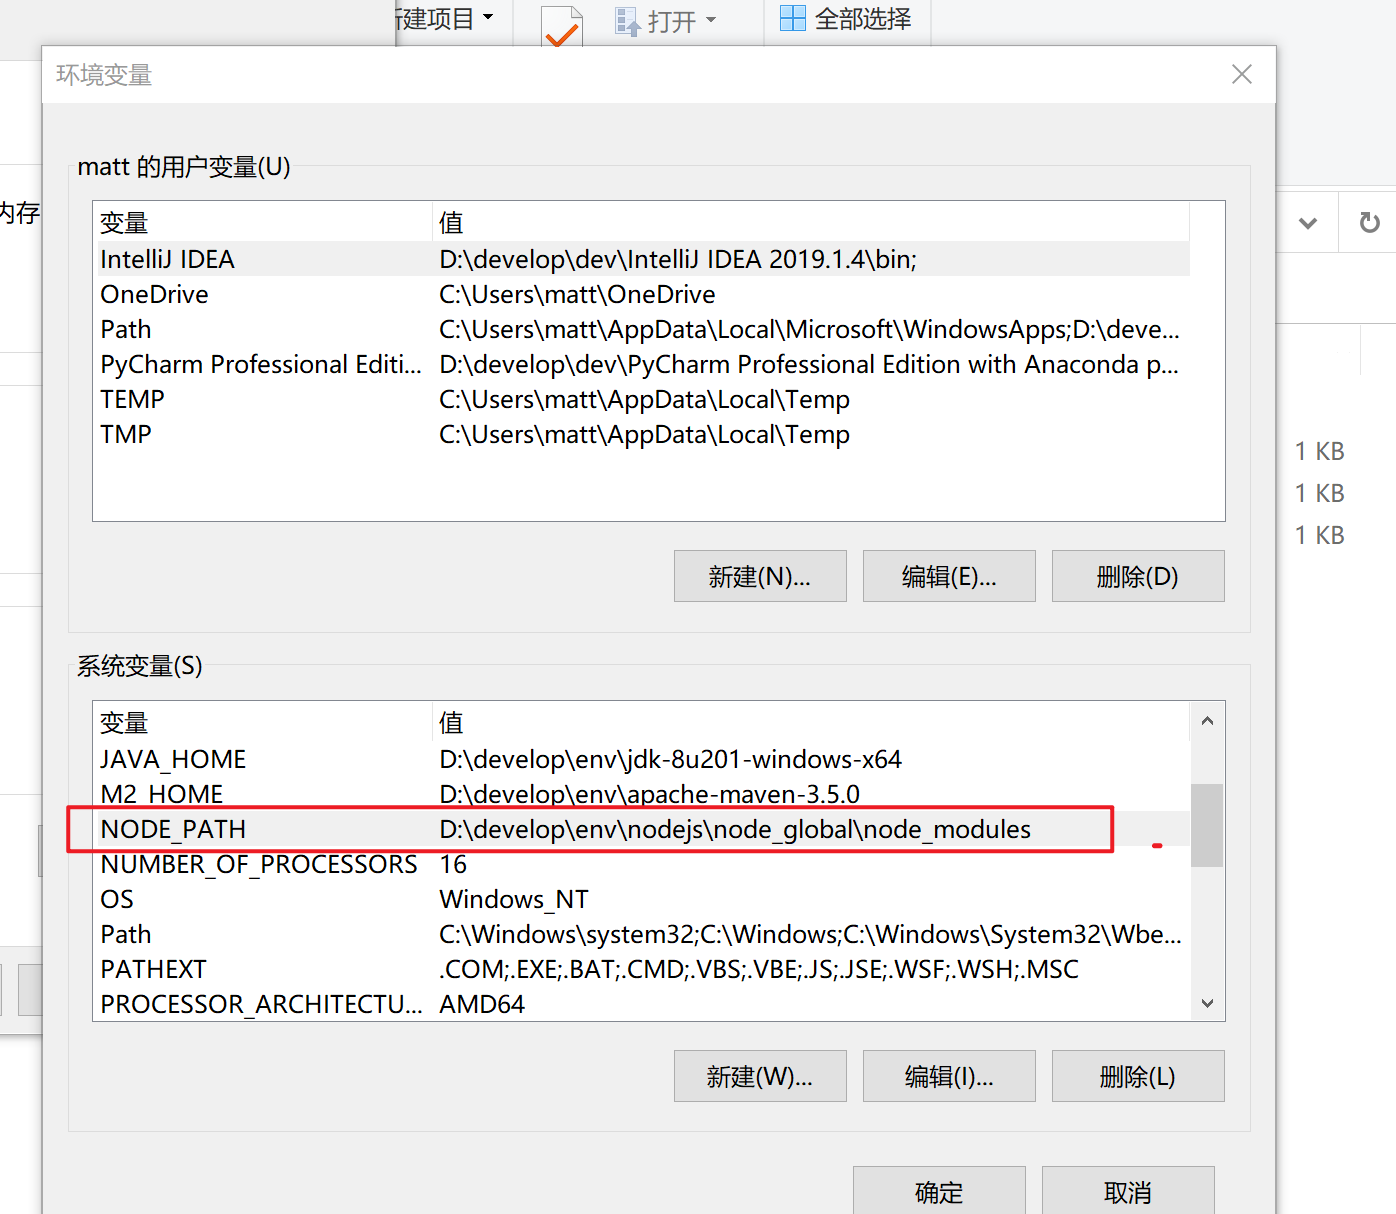 新建项目
打开
全部选择
环境变量
matt 的用户变量(U)
内存
变量 值
IntelliJ IDEA D:\develop\dev\IntelliJ IDEA 2019.1.4\bin;
OneDrive C:\Users\matt\OneDrive
Path C:\Users\matt\AppData\Local\Microsoft\WindowsApps;D:\deve...
PyCharm Professional Editi... D:\develop\dev\PyCharm Professional Edition with Anaconda p...
TEMP C:\Users\matt\AppData\Local\Temp
TMP C:\Users\matt\AppData\Local\Temp
1 KB
1 KB
1 KB
新建(N)... 编辑(E)... 删除(D)
系统变量(S)
变量 值
JAVA_HOME D:\develop\env\jdk-8u201-windows-x64
M2_HOME D:\develop\env\apache-maven-3.5.0
NODE_PATH D:\develop\env\nodejs\node_global\node_modules
NUMBER_OF_PROCESSORS 16
OS Windows_NT
Path C:\Windows\system32;C:\Windows;C:\Windows\System32\Wbe...
PATHEXT .COM;.EXE;.BAT;.CMD;.VBS;.VBE;.JS;.JSE;.WSF;.WSH;.MSC
PROCESSOR_ARCHITECTU... AMD64
新建(W)... 编辑(I)... 删除(L)
确定 取消